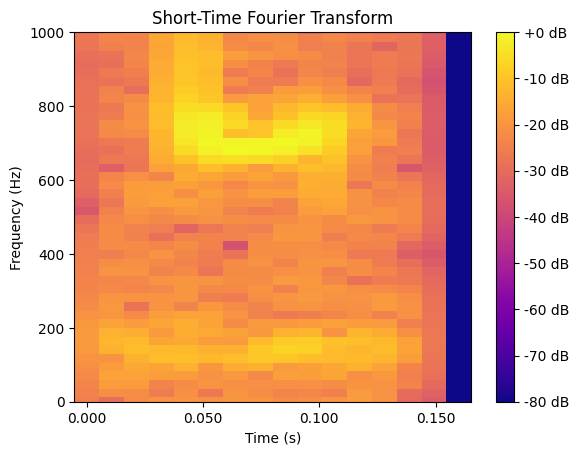 Short-Time Fourier Transform
1000
800
600
400
200
0
Frequency (Hz)
0.000
0.050
0.100
0.150
Time (s)
+0 dB
-10 dB
-20 dB
-30 dB
-40 dB
-50 dB
-60 dB
-70 dB
-80 dB